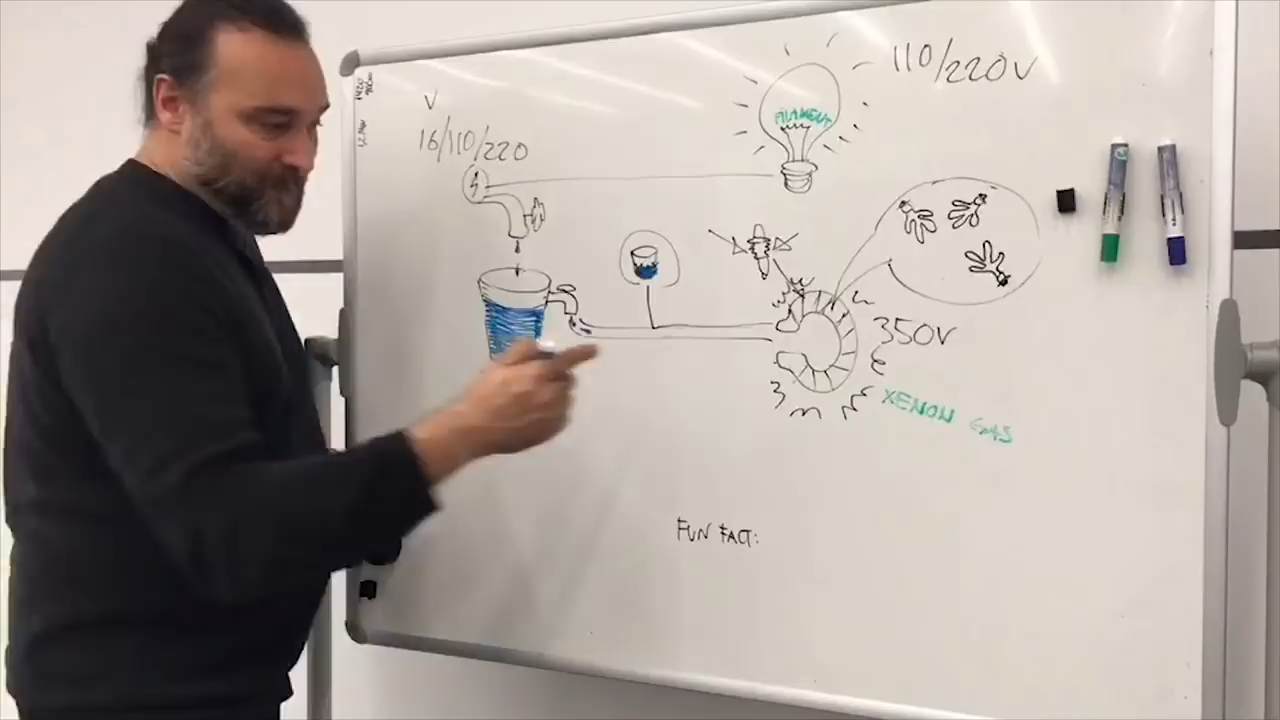 V
16/110/220
FILAMENT
110/220V
350V
XENON GAS
FUN FACT: